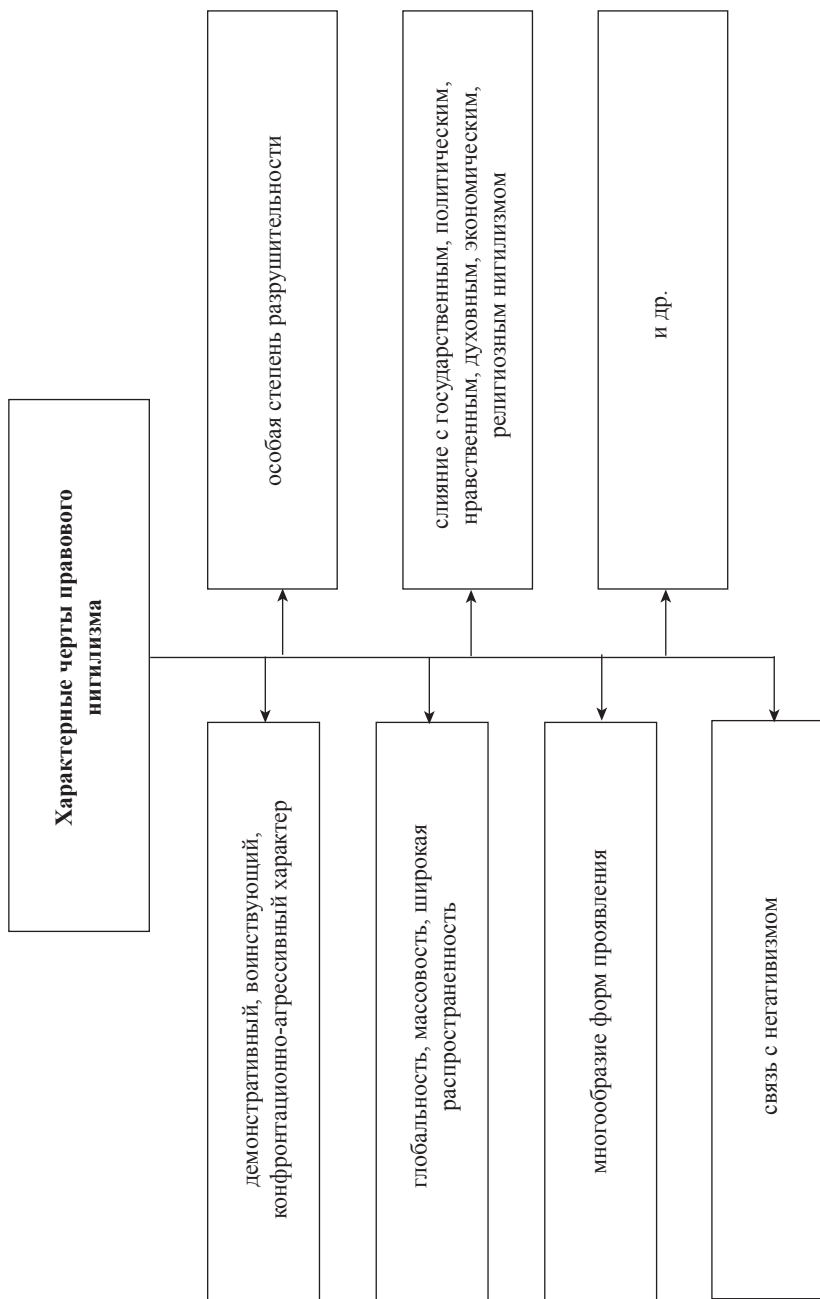 Характерные черты правового
нигилизма
демонстративный, воинствующий,
конфронтационно-агрессивный характер
глобальность, массовость, широкая
распространенность
многообразие форм проявления
связь с негативизмом
особая степень разрушительности
слияние с государственным, политическим,
нравственным, духовным, экономическим,
религиозным нигилизмом
и др.